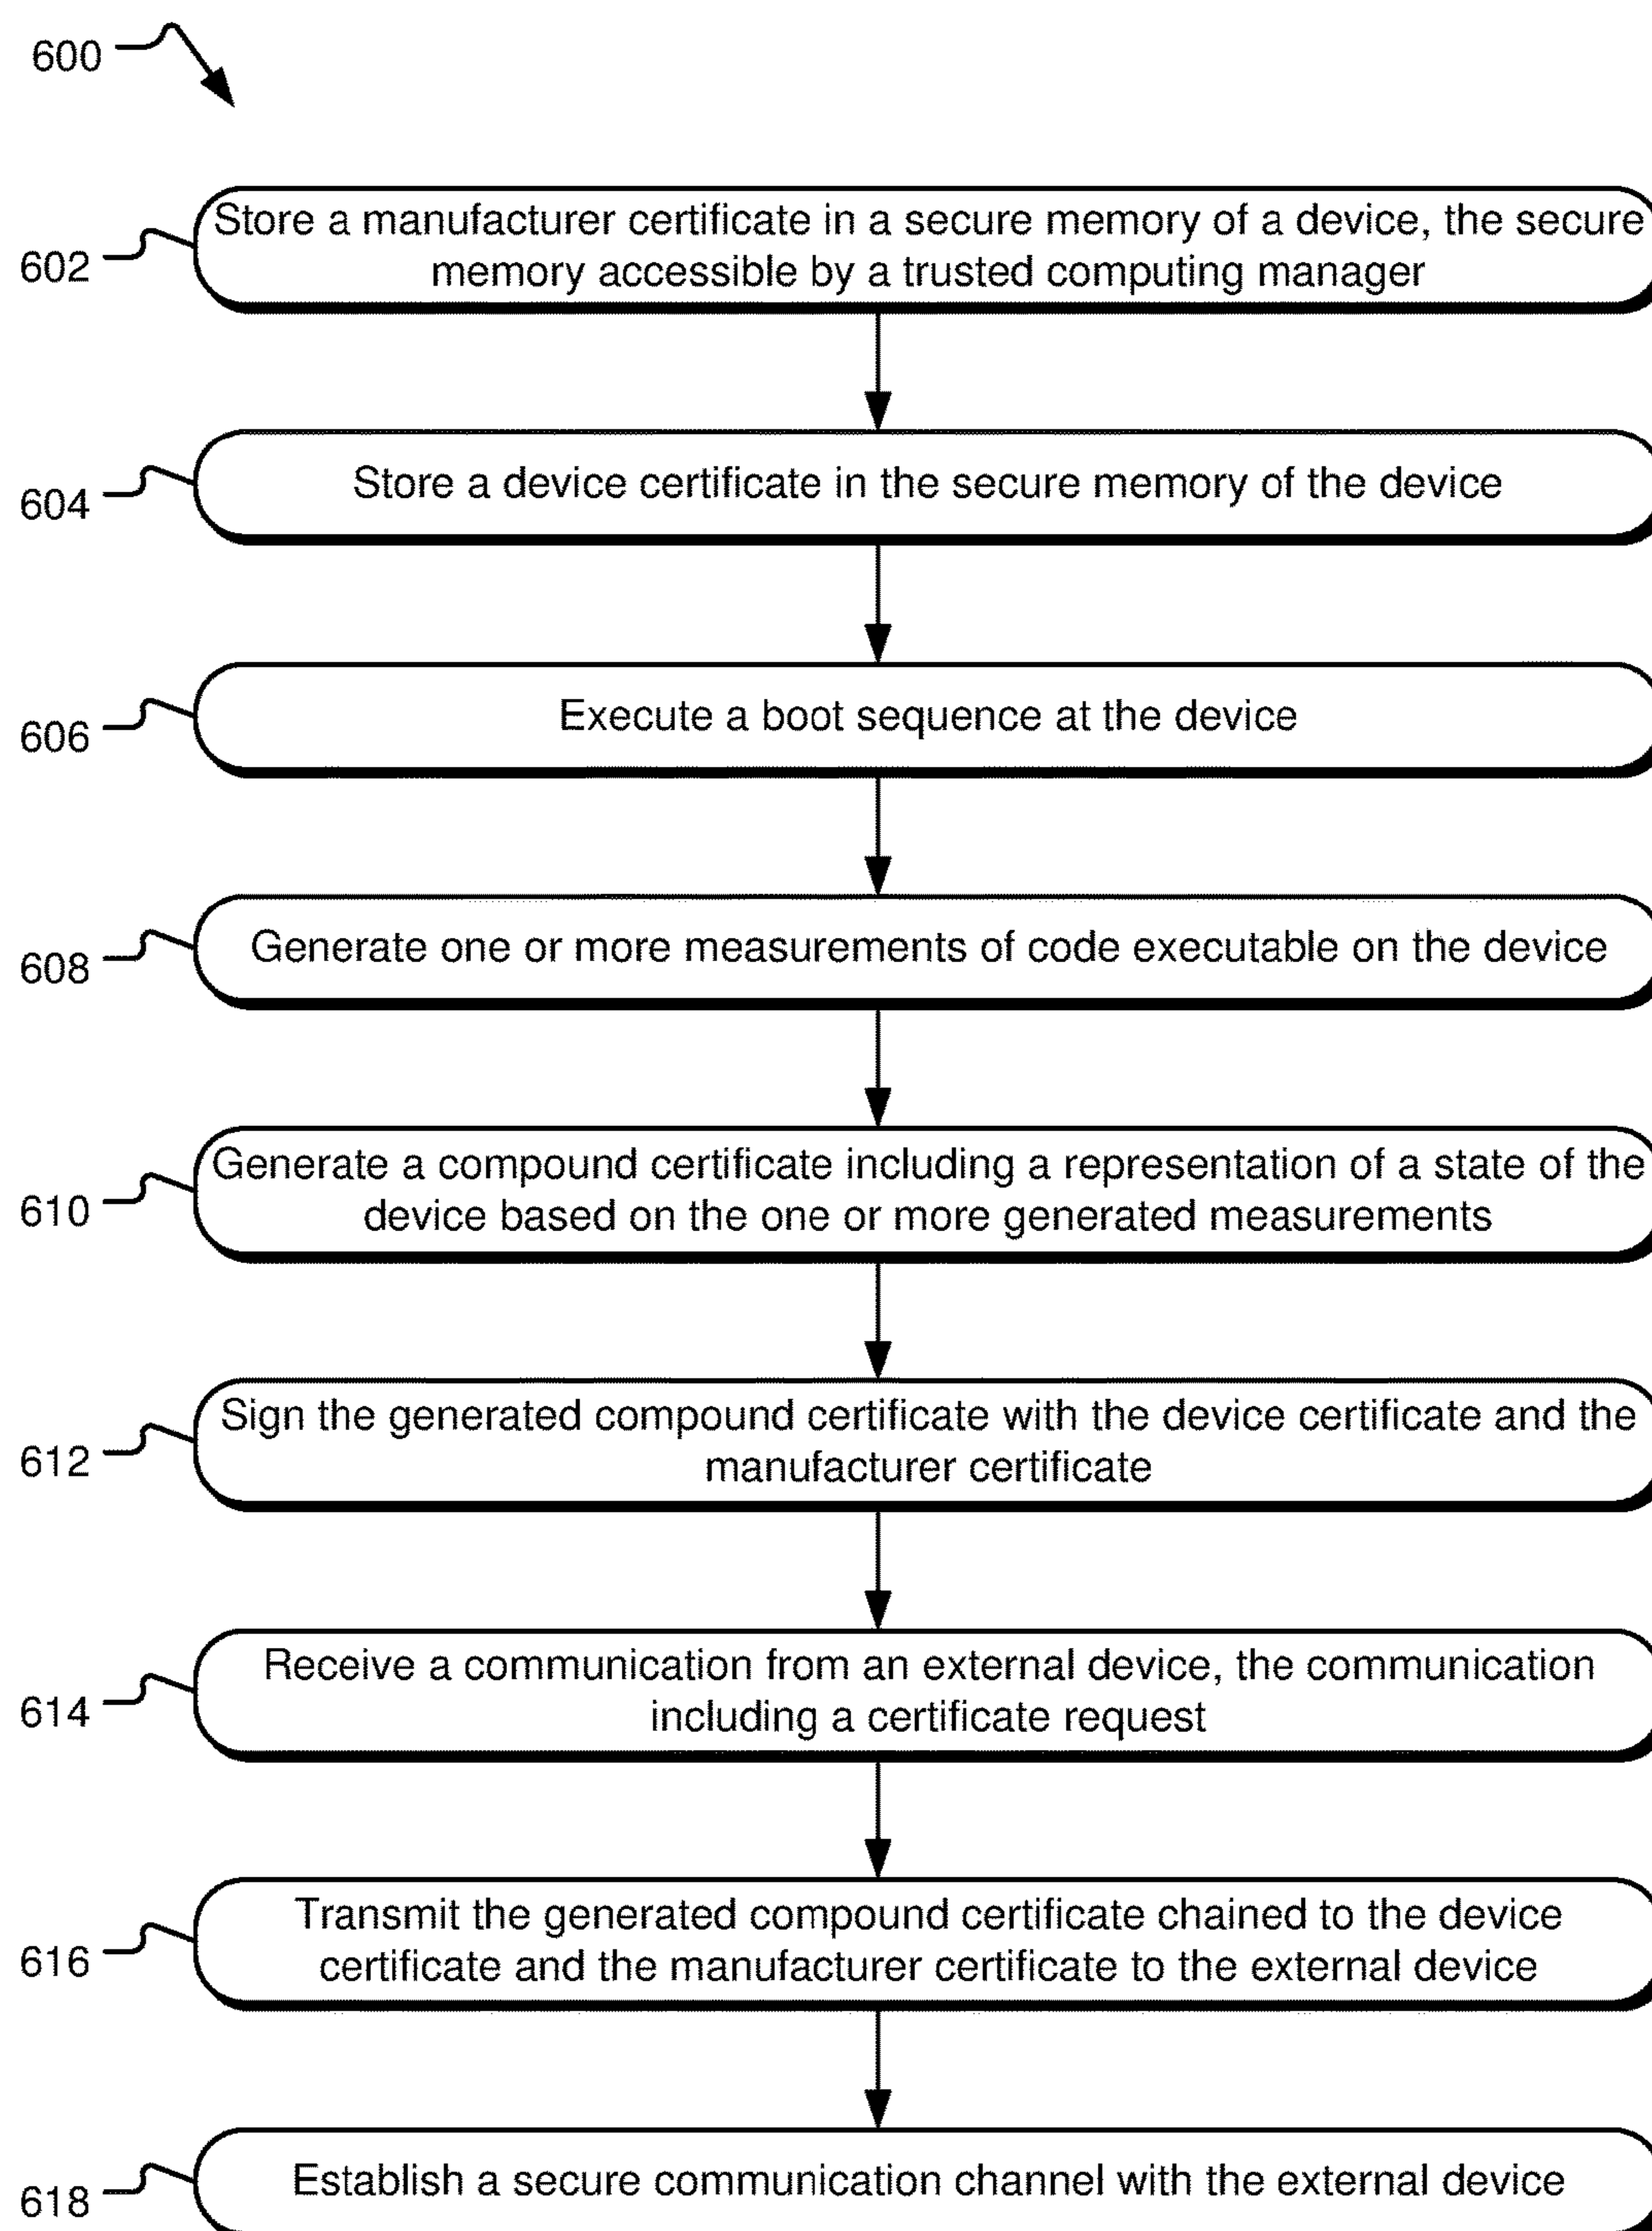 600
602
Store a manufacturer certificate in a secure memory of a device, the secure
memory accessible by a trusted computing manager
604
Store a device certificate in the secure memory of the device
606
Execute a boot sequence at the device
608
Generate one or more measurements of code executable on the device
610
Generate a compound certificate including a representation of a state of the
device based on the one or more generated measurements
612
Sign the generated compound certificate with the device certificate and the
manufacturer certificate
614
Receive a communication from an external device, the communication
including a certificate request
616
Transmit the generated compound certificate chained to the device
certificate and the manufacturer certificate to the external device
618
Establish a secure communication channel with the external device